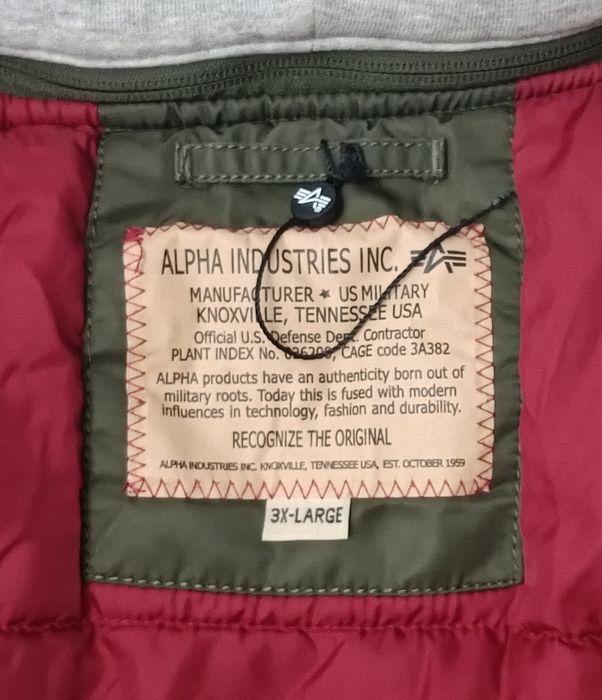 ALPHA INDUSTRIES INC.
MANUFACTURER ★ US MILITARY
KNOXVILLE, TENNESSEE USA
Official U.S. Defense Dept. Contractor
PLANT INDEX No. 026208, CAGE code 3A382
ALPHA products have an authenticity born out of
military roots. Today this is fused with modern
influences in technology, fashion and durability.
RECOGNIZE THE ORIGINAL
ALPHA INDUSTRIES INC. KNOXVILLE, TENNESSEE USA, EST. OCTOBER 1959
3X-LARGE